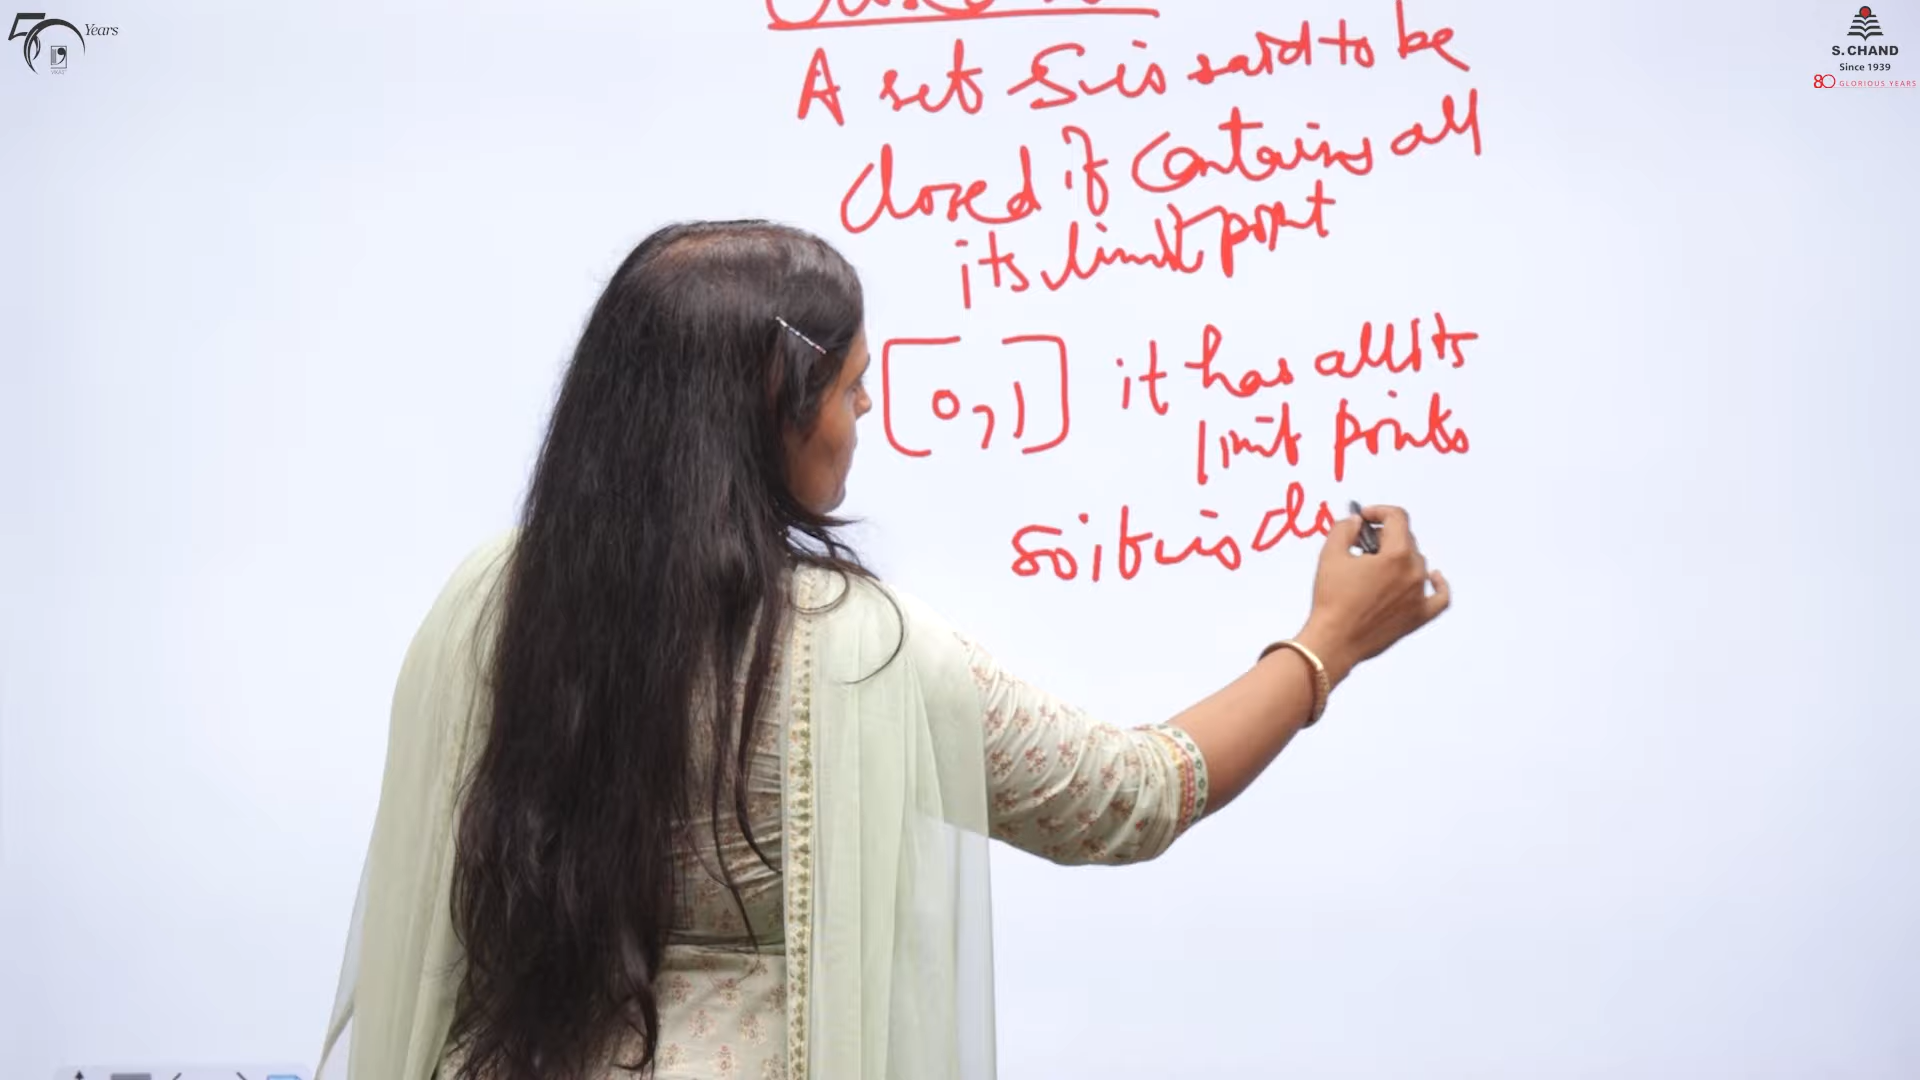 50 Years
VIKAS
S. CHAND
Since 1939
80 GLORIOUS YEARS
A set S is said to be
closed if contains all
its limit point
[0,1] it has all its
limit points
so it is clo